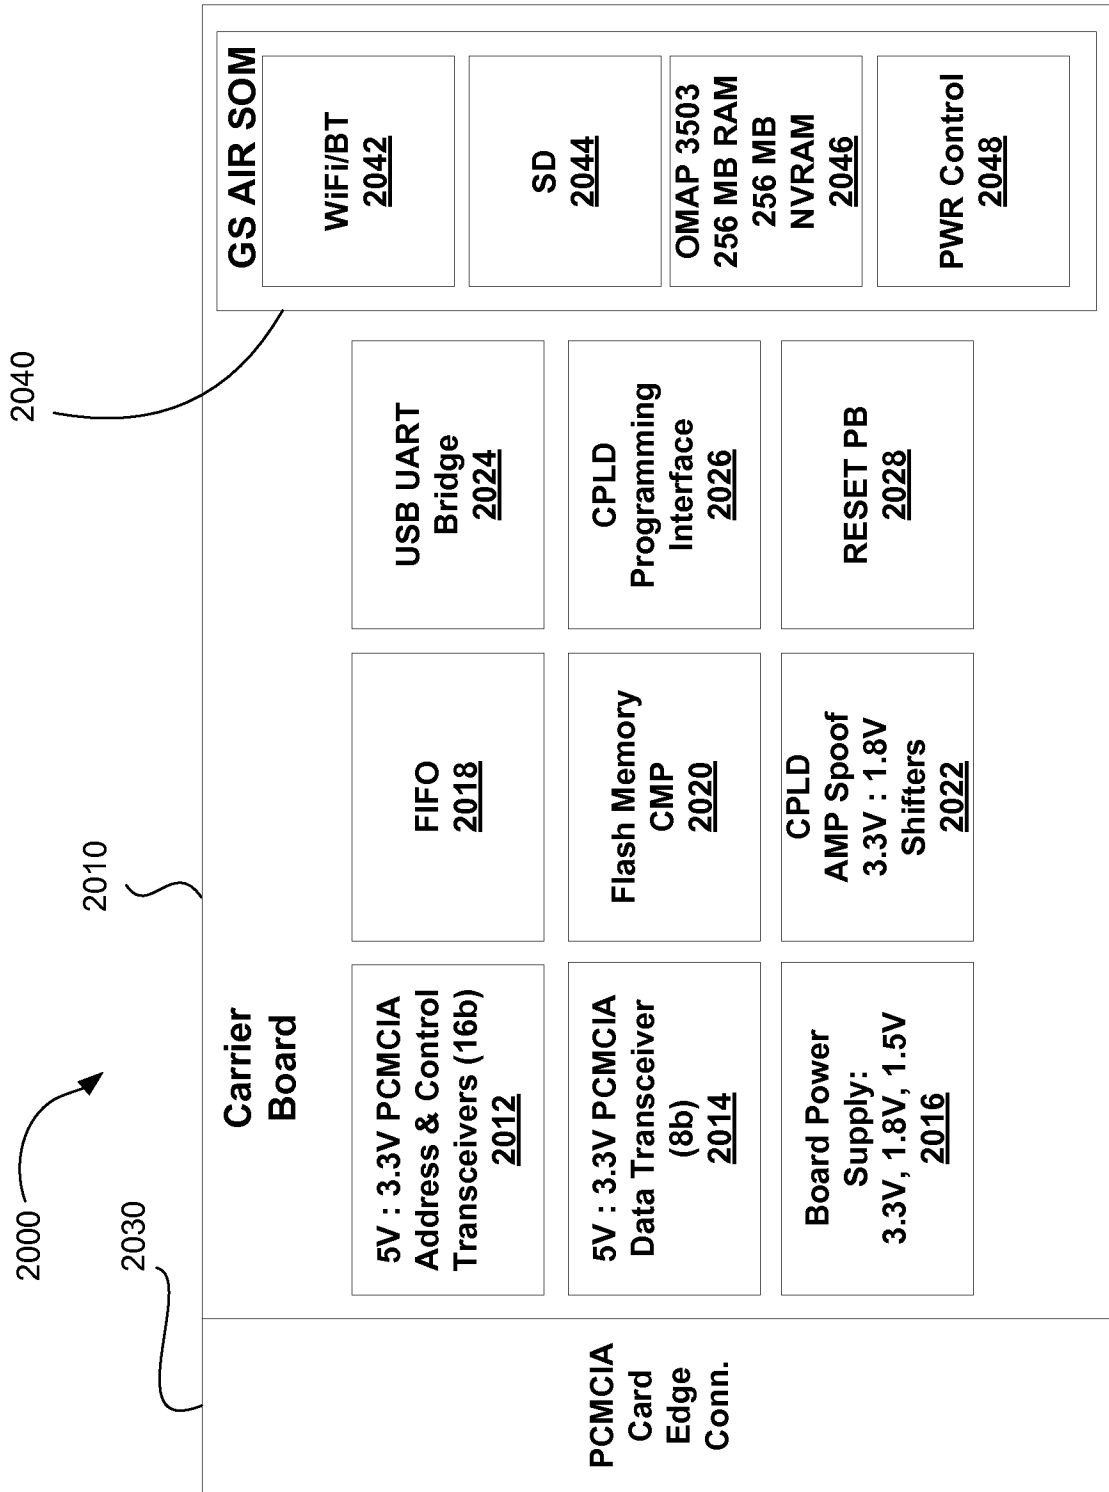 2000
2030
2010
2040
Carrier
Board
PCMCIA
Card
Edge
Conn.
5V : 3.3V PCMCIA
Address & Control
Transceivers (16b)
2012
FIFO
2018
USB UART
Bridge
2024
5V : 3.3V PCMCIA
Data Transceiver
(8b)
2014
Flash Memory
CMP
2020
CPLD
Programming
Interface
2026
Board Power
Supply:
3.3V, 1.8V, 1.5V
2016
CPLD
AMP Spoof
3.3V : 1.8V
Shifters
2022
RESET PB
2028
GS AIR SOM
WiFi/BT
2042
SD
2044
OMAP 3503
256 MB RAM
256 MB
NVRAM
2046
PWR Control
2048